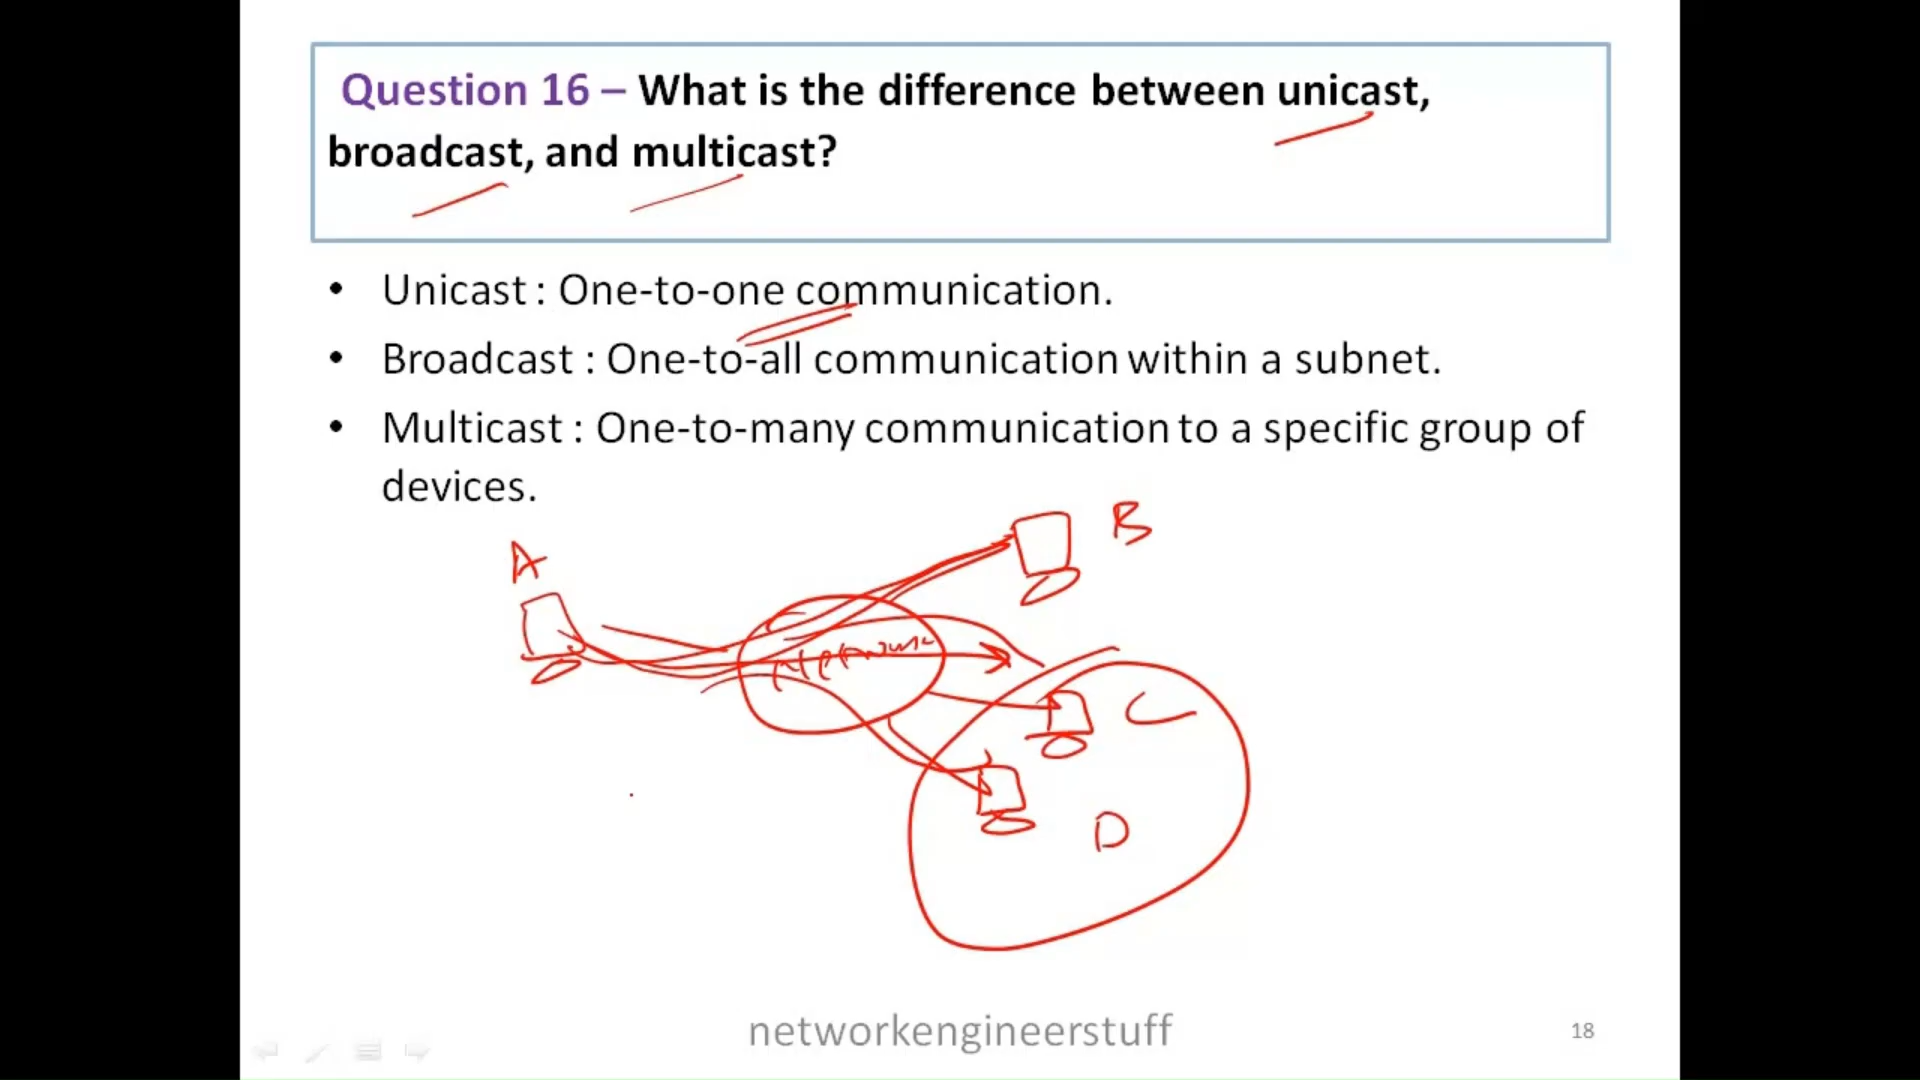 Question 16 – What is the difference between unicast,
broadcast, and multicast?
• Unicast : One-to-one communication.
• Broadcast : One-to-all communication within a subnet.
• Multicast : One-to-many communication to a specific group of
devices.
A
B
C
D
networkengineerstuff
18